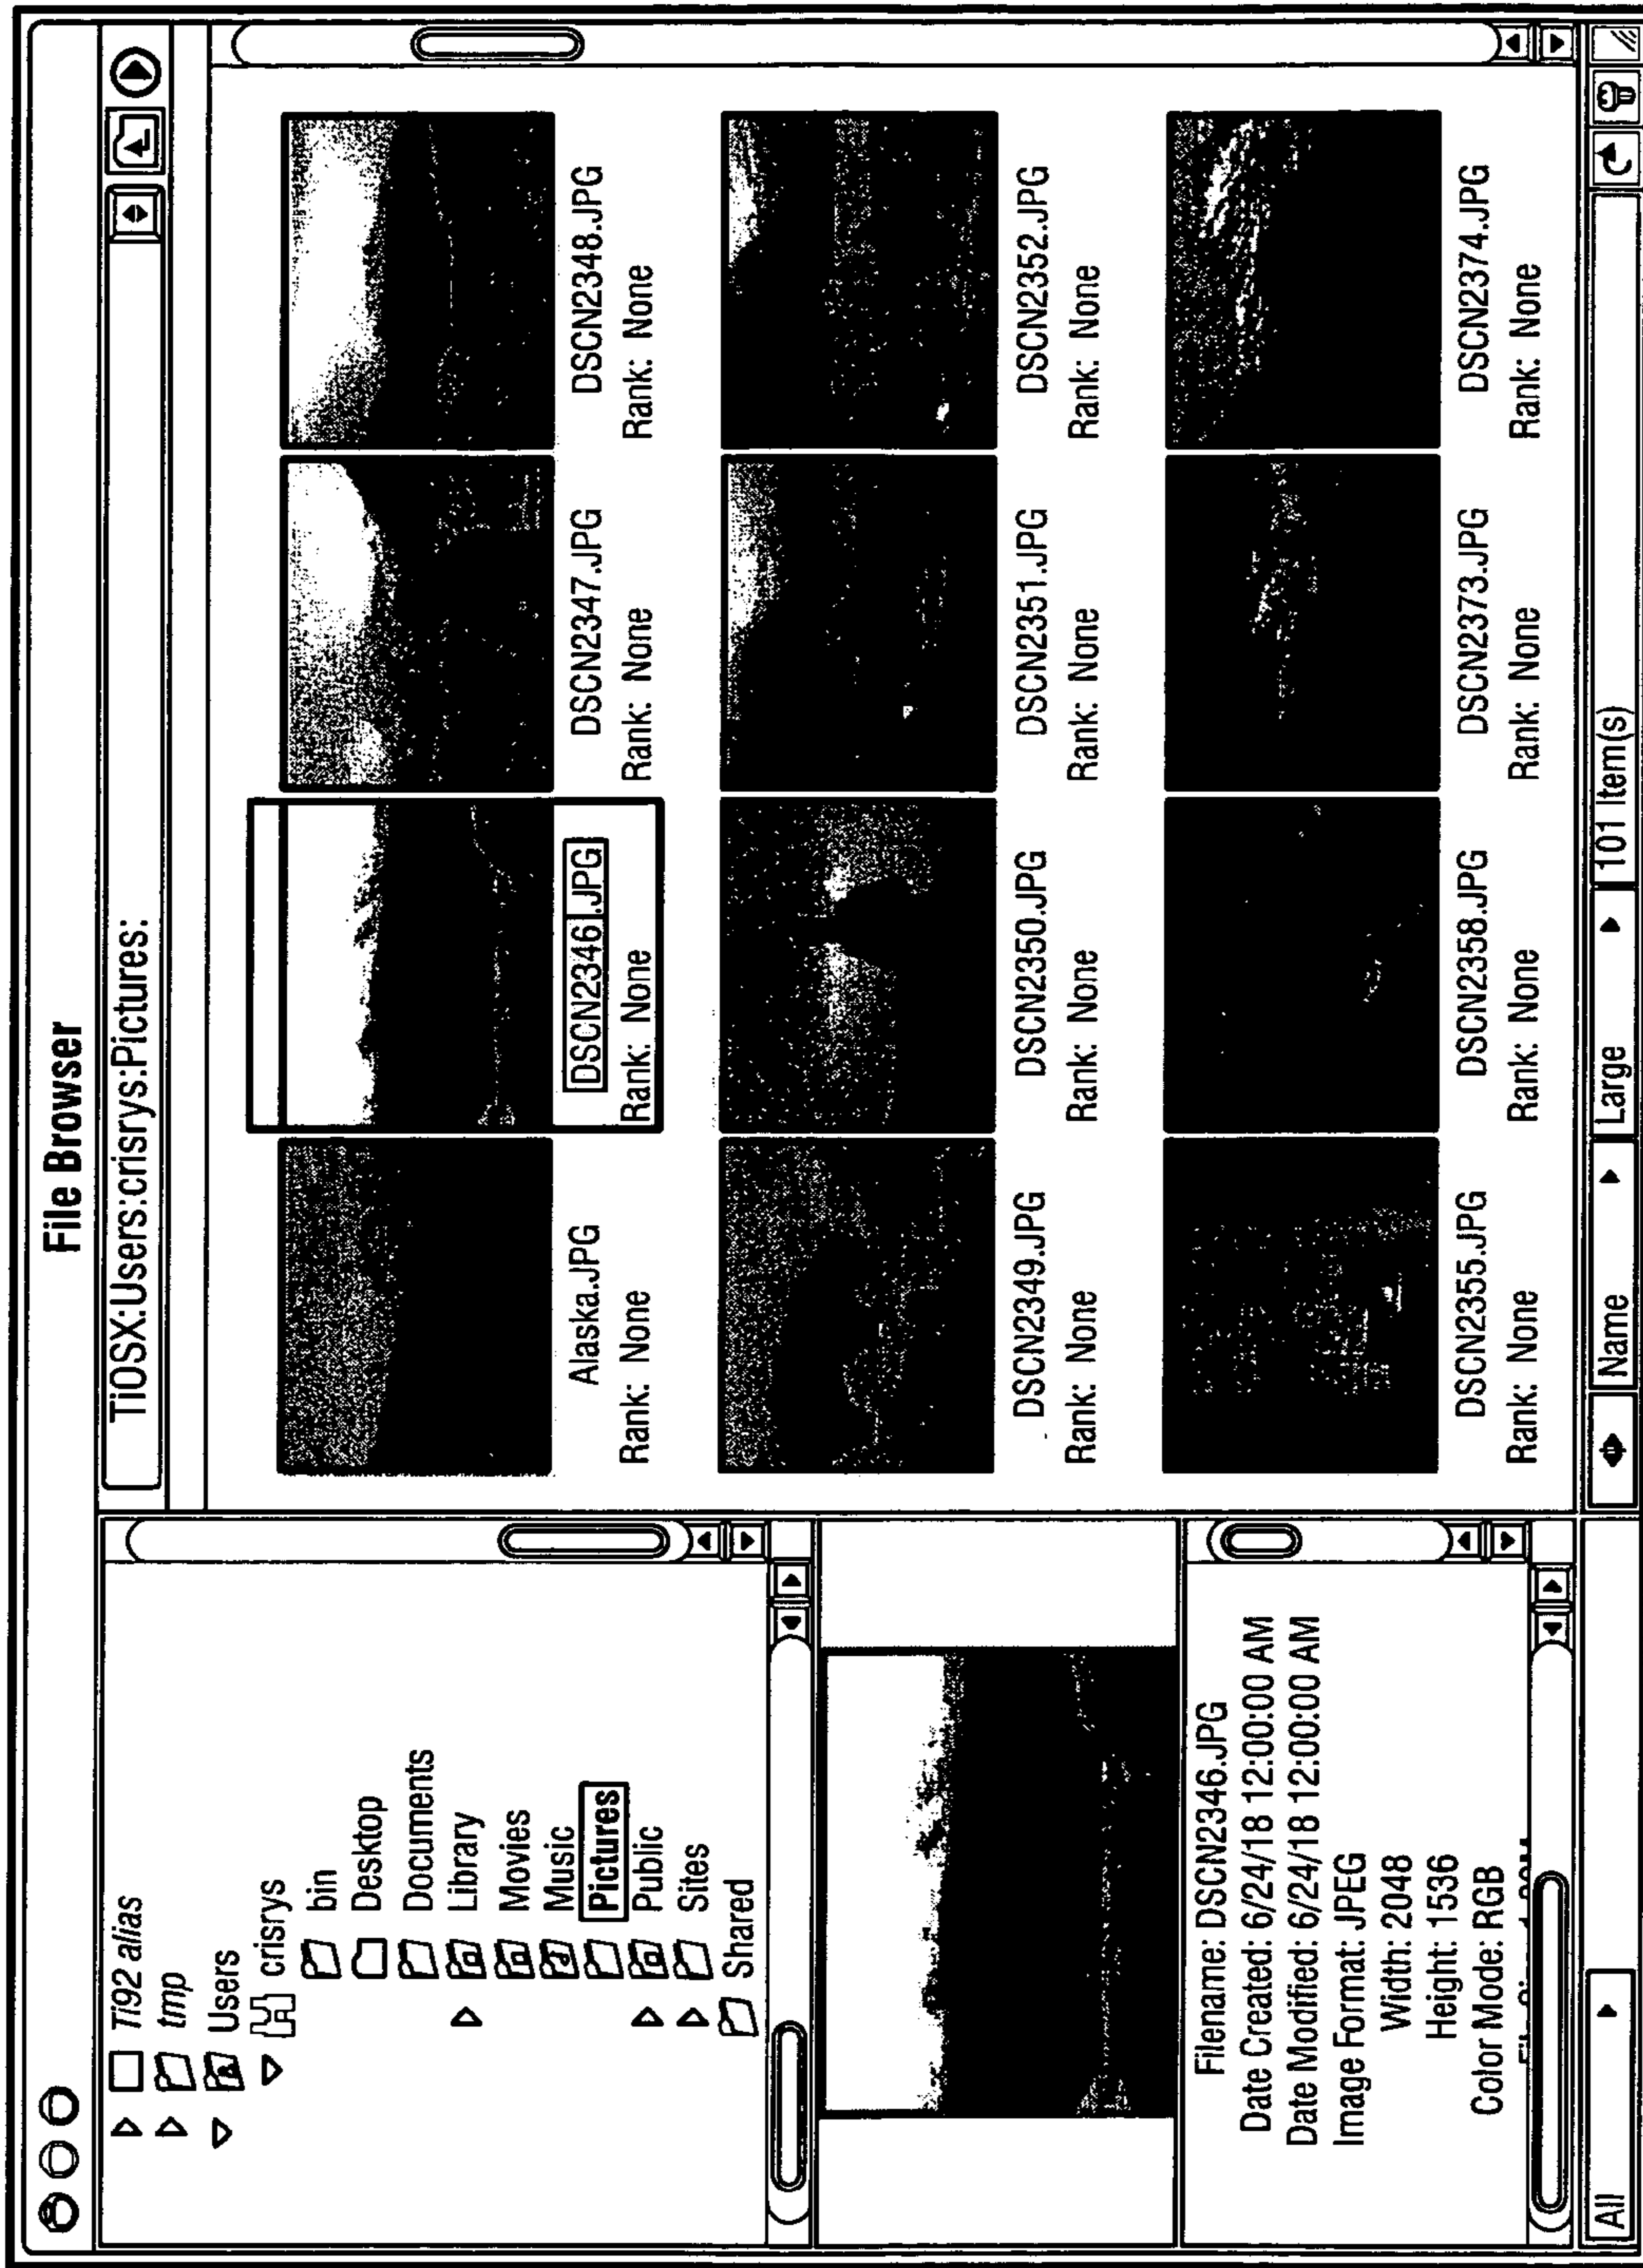 File Browser
TiOSX:Users:crisrys:Pictures:
Ti92 alias
tmp
Users
crisrys
bin
Desktop
Documents
Library
Movies
Music
Pictures
Public
Sites
Shared
Filename: DSCN2346.JPG
Date Created: 6/24/18 12:00:00 AM
Date Modified: 6/24/18 12:00:00 AM
Image Format: JPEG
Width: 2048
Height: 1536
Color Mode: RGB
All
Alaska.JPG DSCN2346.JPG DSCN2347.JPG DSCN2348.JPG
Rank: None Rank: None Rank: None Rank: None
DSCN2349.JPG DSCN2350.JPG DSCN2351.JPG DSCN2352.JPG
Rank: None Rank: None Rank: None Rank: None
DSCN2355.JPG DSCN2358.JPG DSCN2373.JPG DSCN2374.JPG
Rank: None Rank: None Rank: None Rank: None
Name Large 101 Item(s)